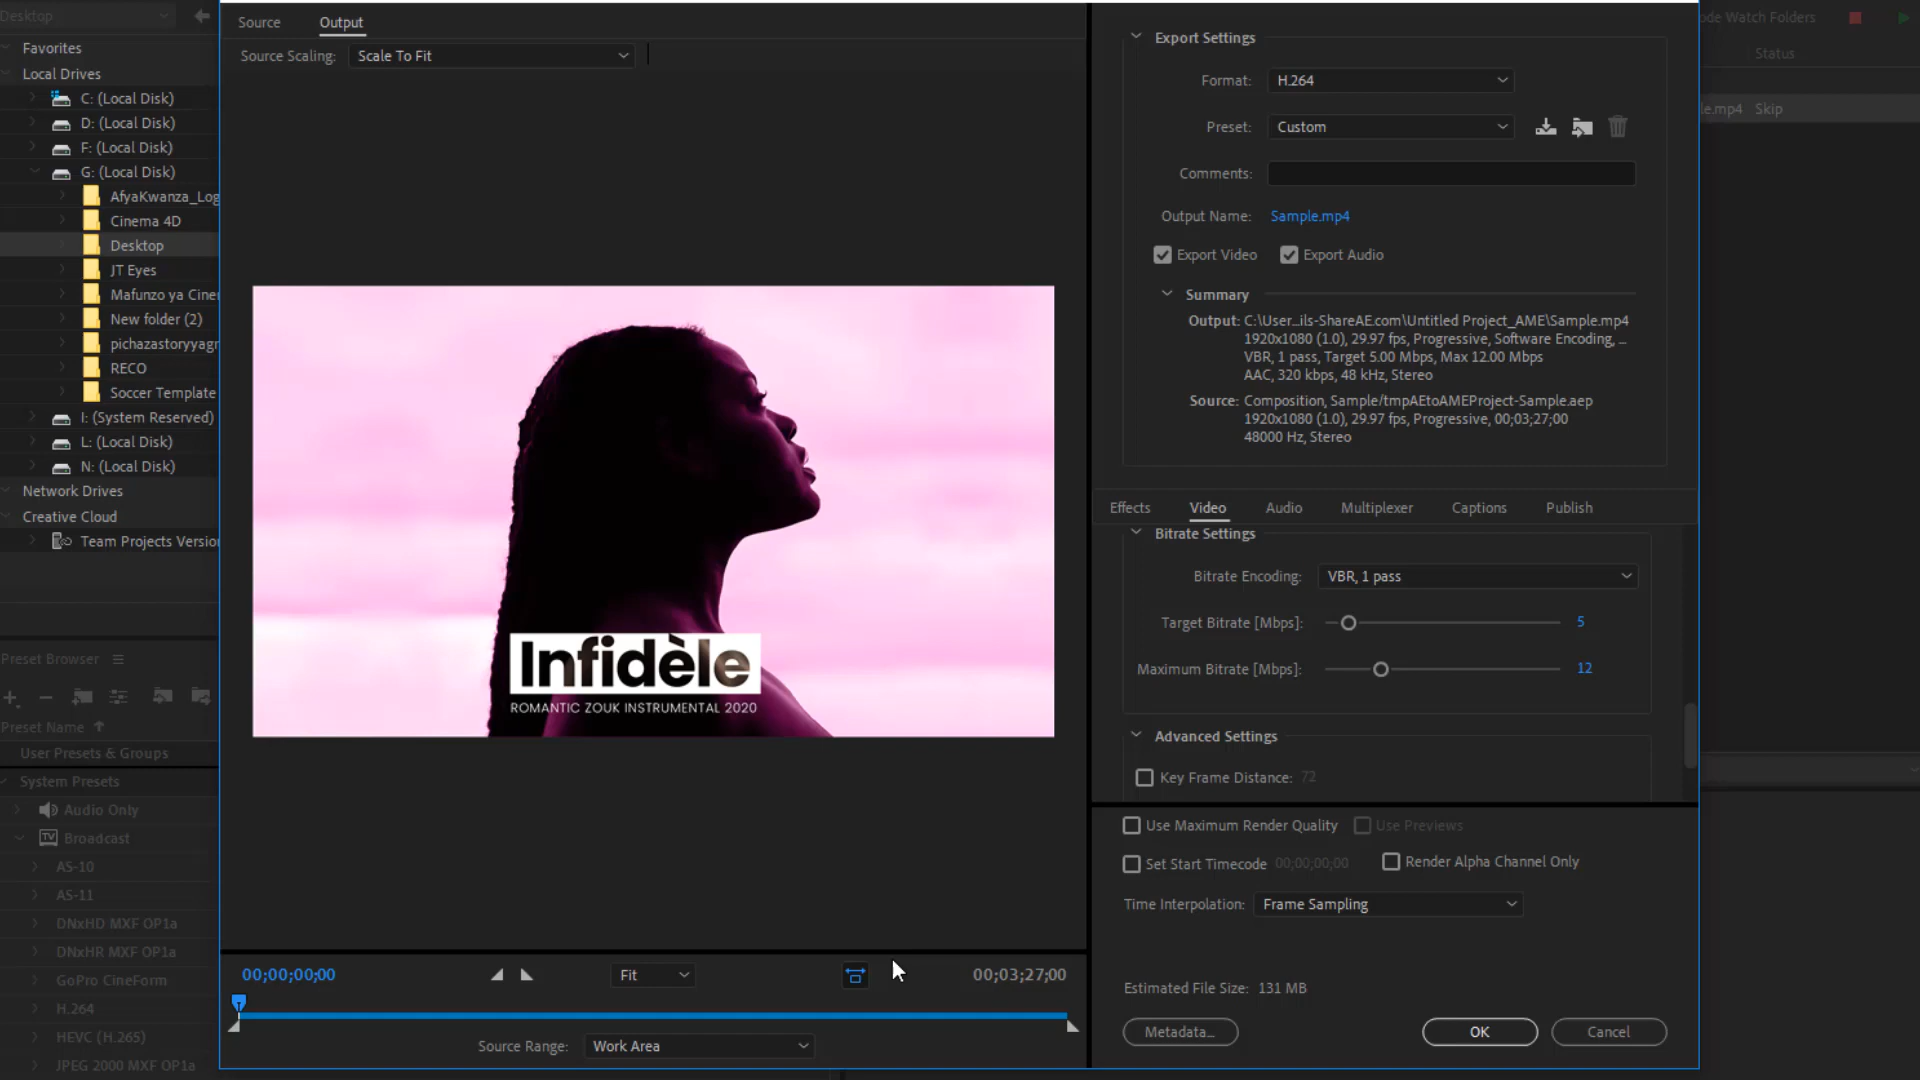 Desktop
Favorites
Local Drives
C: (Local Disk)
D: (Local Disk)
F: (Local Disk)
G: (Local Disk)
AfyaKwanza_Log
Cinema 4D
Desktop
JT Eyes
Mafunzo ya Ciner
New folder (2)
pichazastoryyagr
RECO
Soccer Template
I: (System Reserved)
L: (Local Disk)
N: (Local Disk)
Network Drives
Creative Cloud
Team Projects Versio
Preset Browser
Preset Name
User Presets & Groups
System Presets
Audio Only
TV Broadcast
AS-10
AS-11
DNxHD MXF OP1a
DNxHR MXF OP1a
GoPro CineForm
H.264
HEVC (H.265)
JPEG 2000 MXF OP1a
Source Output
Source Scaling: Scale To Fit
Infidèle
ROMANTIC ZOUK INSTRUMENTAL 2020
00;00;00;00 Fit 00;03;27;00
Source Range: Work Area
Export Settings
Format: H.264
Preset: Custom
Comments:
Output Name: Sample.mp4
Export Video Export Audio
Summary
Output: C:\User...ils-ShareAE.com\Untitled Project_AME\Sample.mp4
1920x1080 (1.0), 29.97 fps, Progressive, Software Encoding, ...
VBR, 1 pass, Target 5.00 Mbps, Max 12.00 Mbps
AAC, 320 kbps, 48 kHz, Stereo
Source: Composition, Sample/tmpAEtoAMEProject-Sample.aep
1920x1080 (1.0), 29.97 fps, Progressive, 00;03;27;00
48000 Hz, Stereo
Effects Video Audio Multiplexer Captions Publish
Bitrate Settings
Bitrate Encoding: VBR, 1 pass
Target Bitrate [Mbps]: 5
Maximum Bitrate [Mbps]: 12
Advanced Settings
Key Frame Distance: 72
Use Maximum Render Quality Use Previews
Set Start Timecode 00;00;00;00 Render Alpha Channel Only
Time Interpolation: Frame Sampling
Estimated File Size: 131 MB
Metadata... OK Cancel
ode Watch Folders
Status
le.mp4 Skip